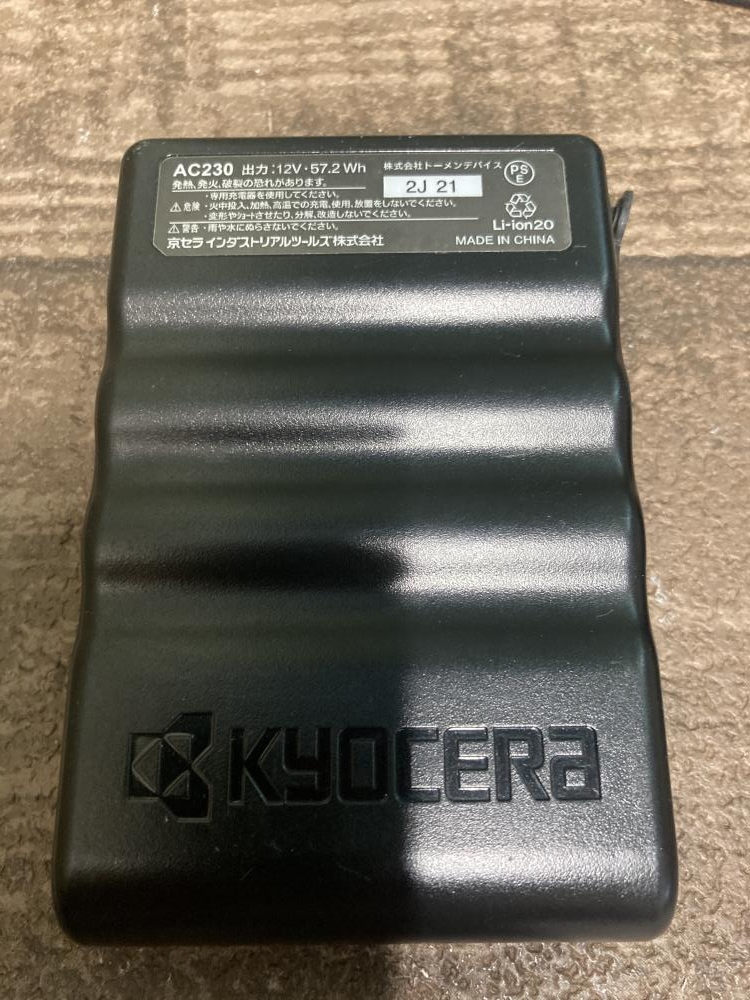 AC230 出力:12V・57.2 Wh
株式会社トーメンデバイス
PS
E
発熱、発火、破裂の恐れがあります。
2J 21
・専用充電器を使用してください。
⚠危険 ・火中投入、加熱、高温での充電、使用、放置をしないでください。
・変形やショートさせたり、分解、改造しないでください。
⚠警告 ・雨や水にぬらさないでください。
Li-ion20
京セラ インダストリアルツールズ株式会社
MADE IN CHINA
KYOCERA